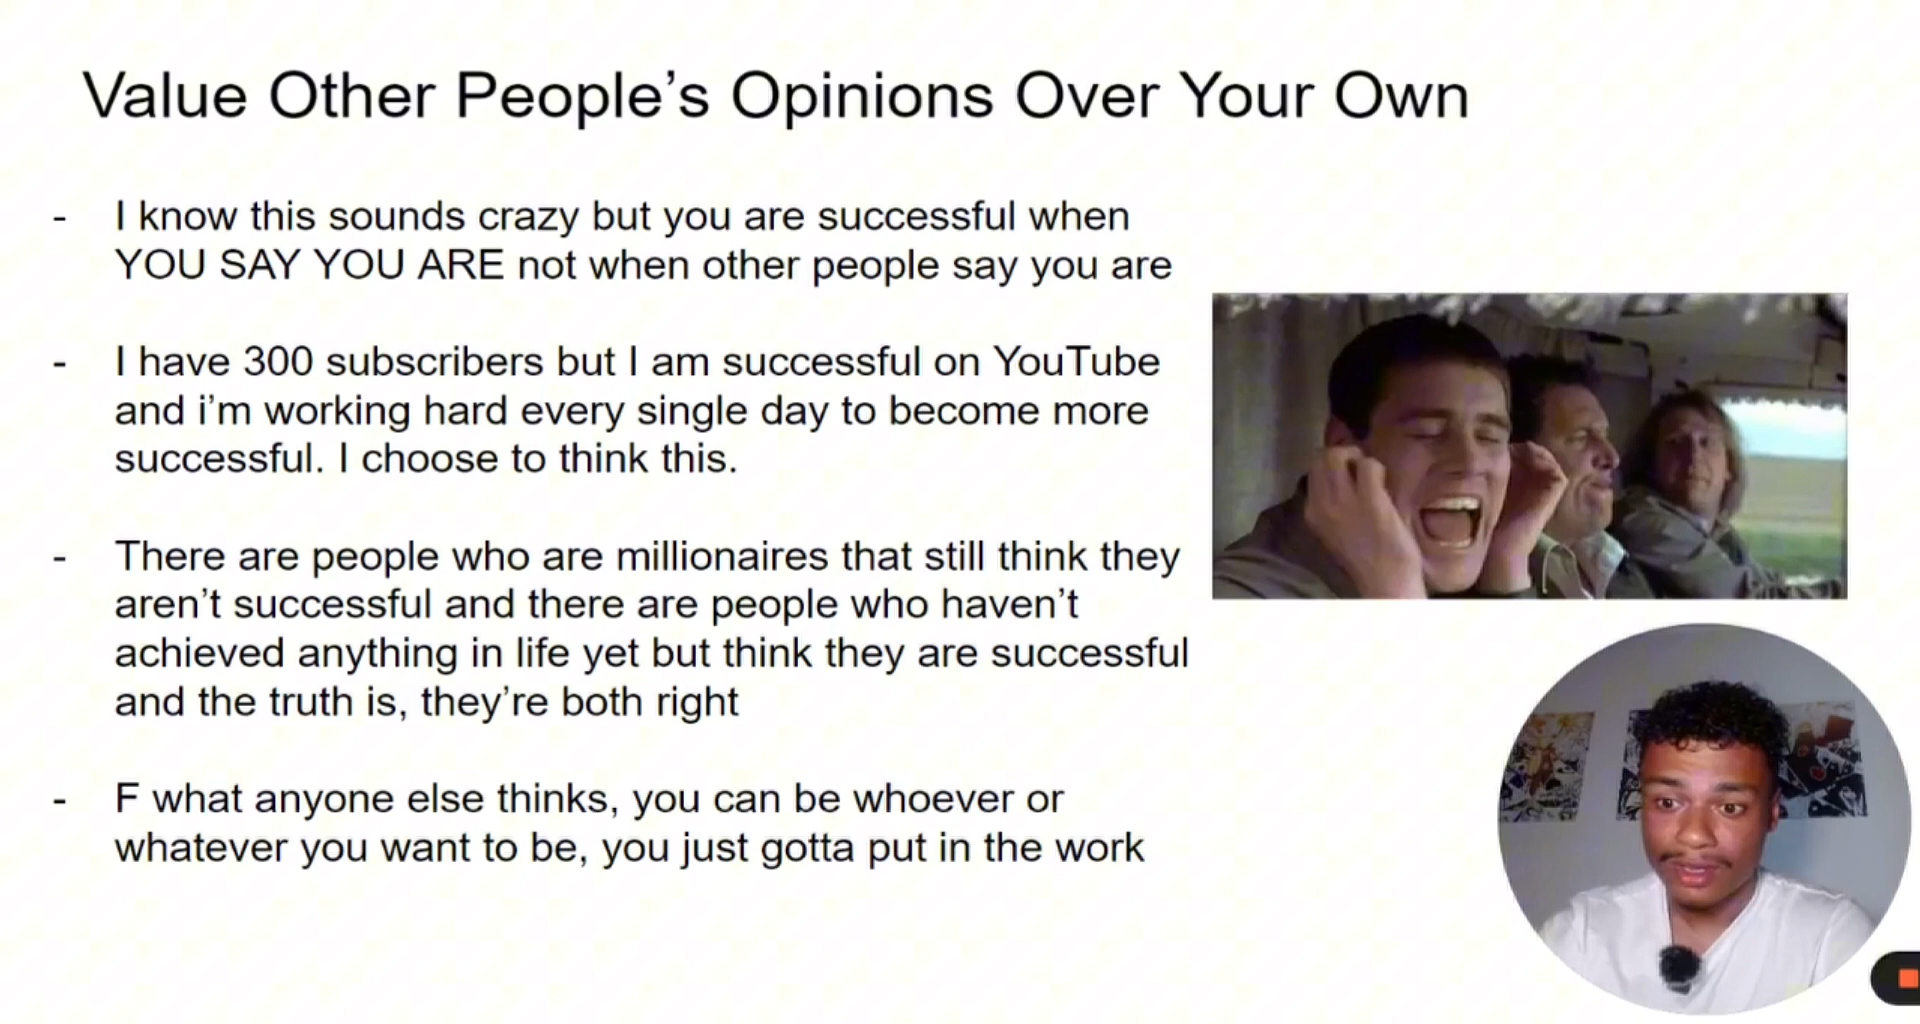 Value Other People’s Opinions Over Your Own
- I know this sounds crazy but you are successful when
YOU SAY YOU ARE not when other people say you are
- I have 300 subscribers but I am successful on YouTube
and i’m working hard every single day to become more
successful. I choose to think this.
- There are people who are millionaires that still think they
aren’t successful and there are people who haven’t
achieved anything in life yet but think they are successful
and the truth is, they’re both right
- F what anyone else thinks, you can be whoever or
whatever you want to be, you just gotta put in the work